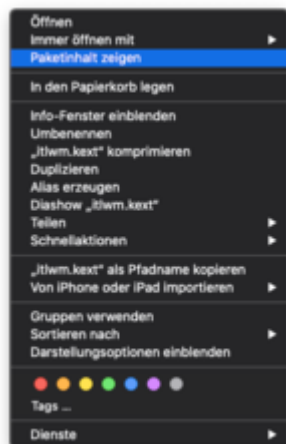 Öffnen
Immer öffnen mit
Paketinhalt zeigen
In den Papierkorb legen
Info-Fenster einblenden
Umbenennen
„itlwm.kext“ komprimieren
Duplizieren
Alias erzeugen
Diashow „itlwm.kext“
Teilen
Schnellaktionen
„itlwm.kext“ als Pfadname kopieren
Von iPhone oder iPad importieren
Gruppen verwenden
Sortieren nach
Darstellungsoptionen einblenden
Tags ...
Dienste